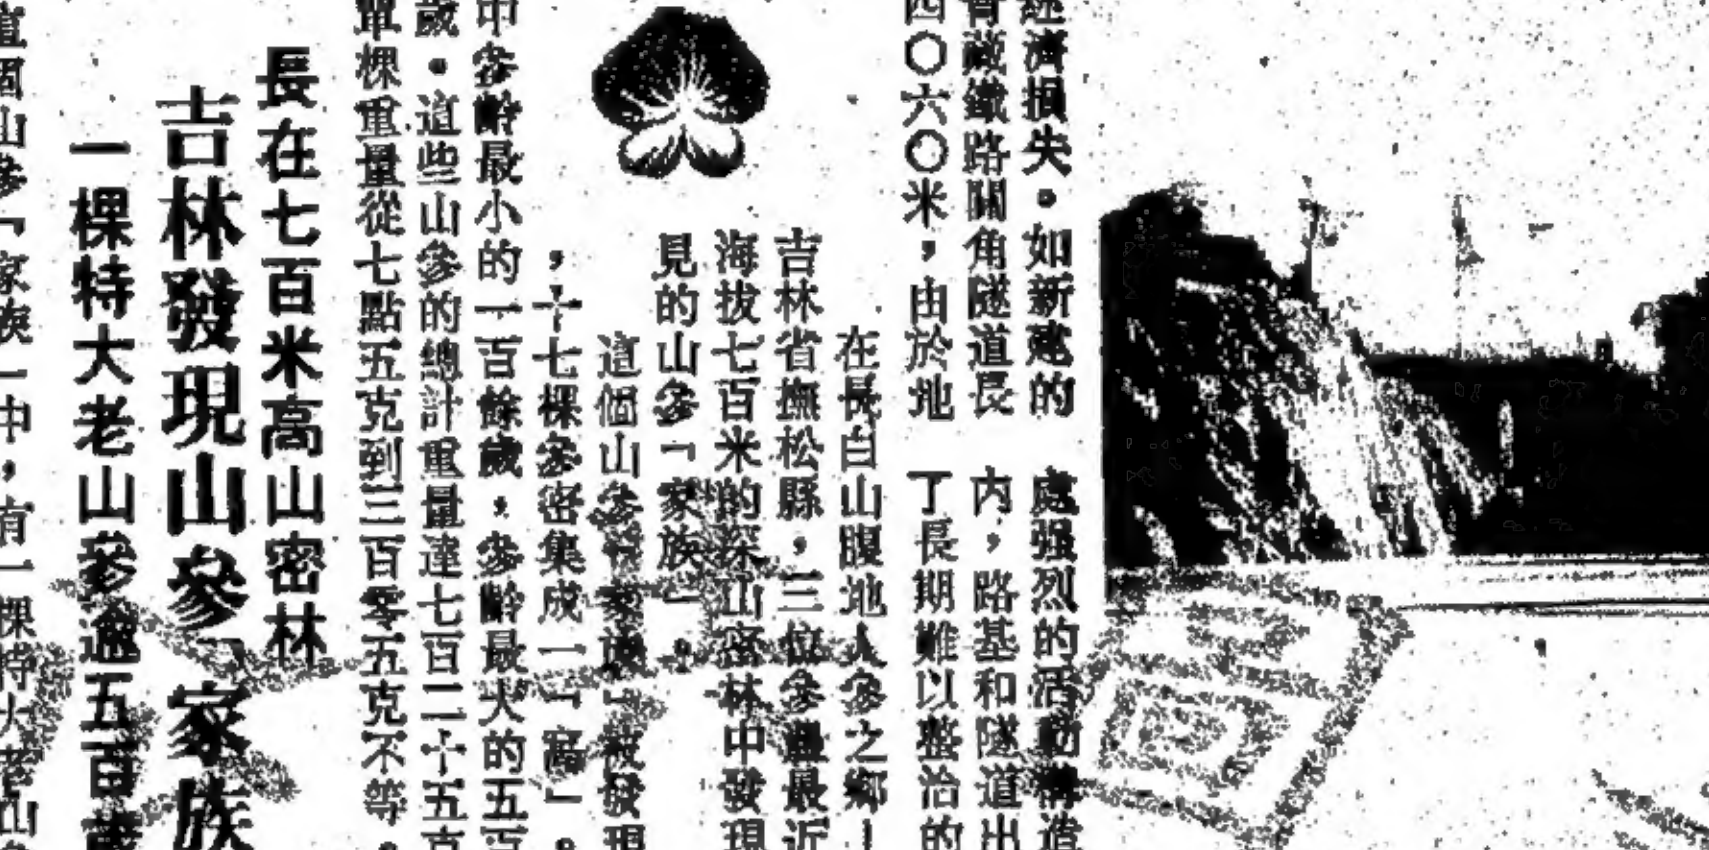 經濟損失。如新建的
青藏鐵路關角隧道長
四〇六〇米，由於地
處强烈的活動構造
内，路基和隧道出
了長期難以整治的
長在七百米高山密林
吉林發現山參「家族
一棵特大老山參逾五百歲
在長白山腹地人參之鄉—
吉林省撫松縣，三位參農最近
海拔七百米的深山密林中發現
見的山參「家族」。
這個山參「家族」被發現
，十七棵參密集成一「窩」。
中參齡最小的一百餘歲，參齡最大的五百
歲。這些山參的總計重量達七百二十五克
單棵重量從七點五克到三百零五克不等。
這個山參「家族」中，有一棵特大老山